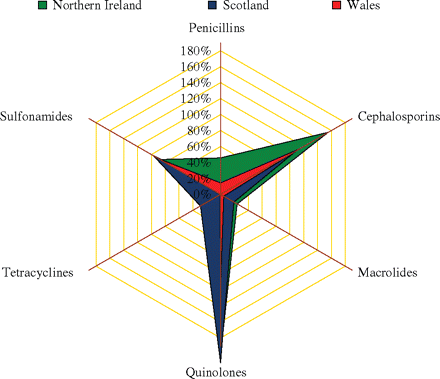 Northern Ireland Scotland Wales
Penicillins
180%
160%
140%
120%
100%
80%
60%
40%
20%
0%
Sulfonamides Cephalosporins
Tetracyclines Macrolides
Quinolones